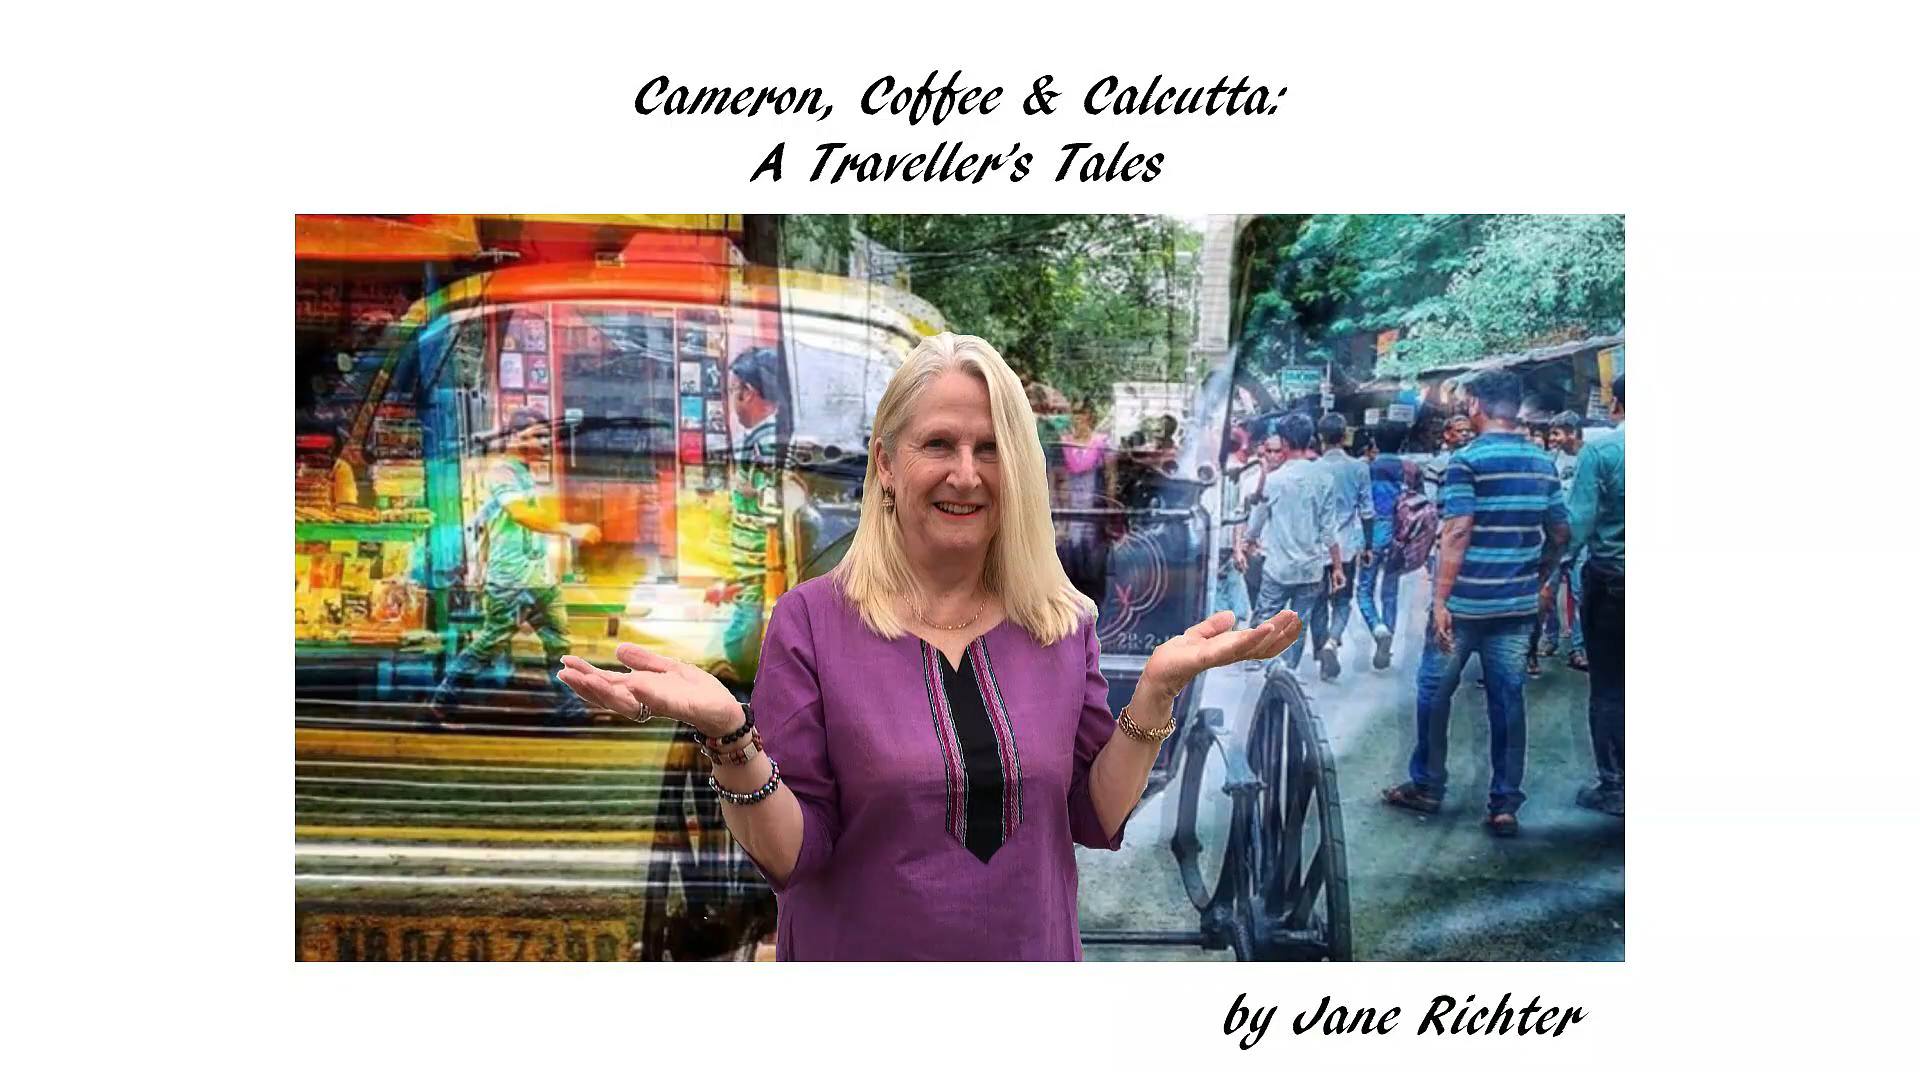 Cameron, Coffee & Calcutta:
A Traveller's Tales
by Jane Richter